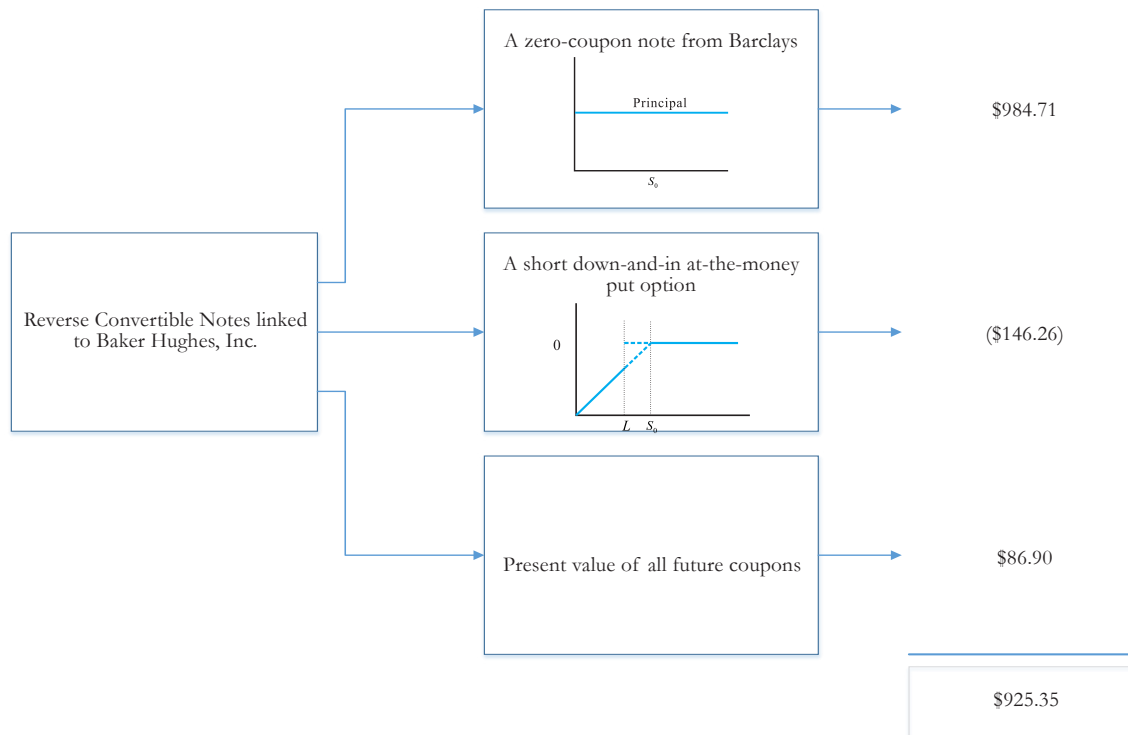 A zero-coupon note from Barclays
Principal
S₀
$984.71
Reverse Convertible Notes linked
to Baker Hughes, Inc.
A short down-and-in at-the-money
put option
0
L S₀
($146.26)
Present value of all future coupons
$86.90
$925.35